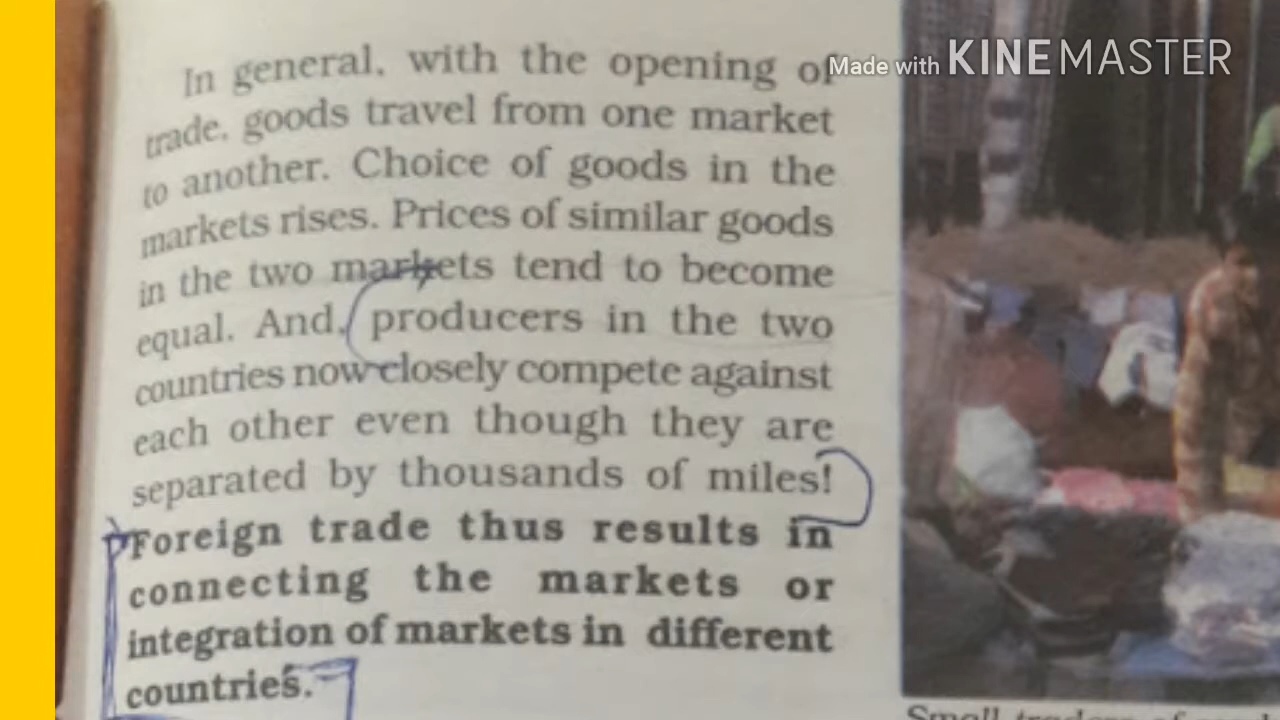 Made with KINEMASTER
In general, with the opening of
trade, goods travel from one market
to another. Choice of goods in the
markets rises. Prices of similar goods
in the two markets tend to become
equal. And, producers in the two
countries now closely compete against
each other even though they are
separated by thousands of miles!
Foreign trade thus results in
connecting the markets or
integration of markets in different
countries.
Small traders of